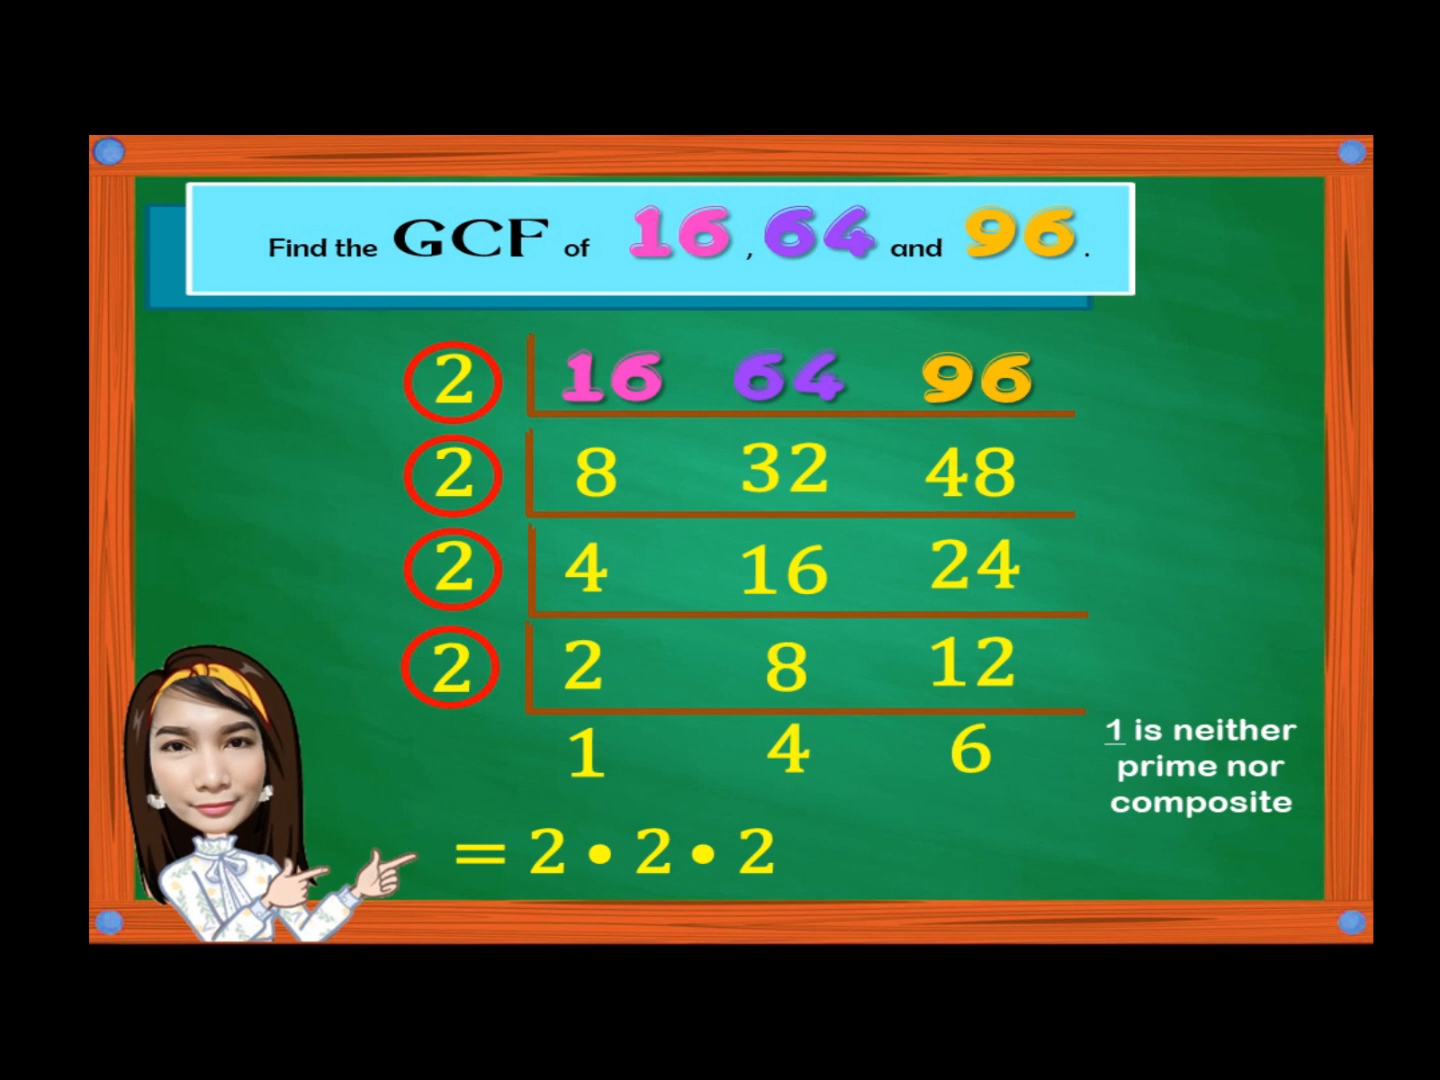 Find the GCF of 16 , 64 and 96 .
2 16 64 96
2 8 32 48
2 4 16 24
2 2 8 12
1 4 6
1 is neither
prime nor
composite
= 2 • 2 • 2